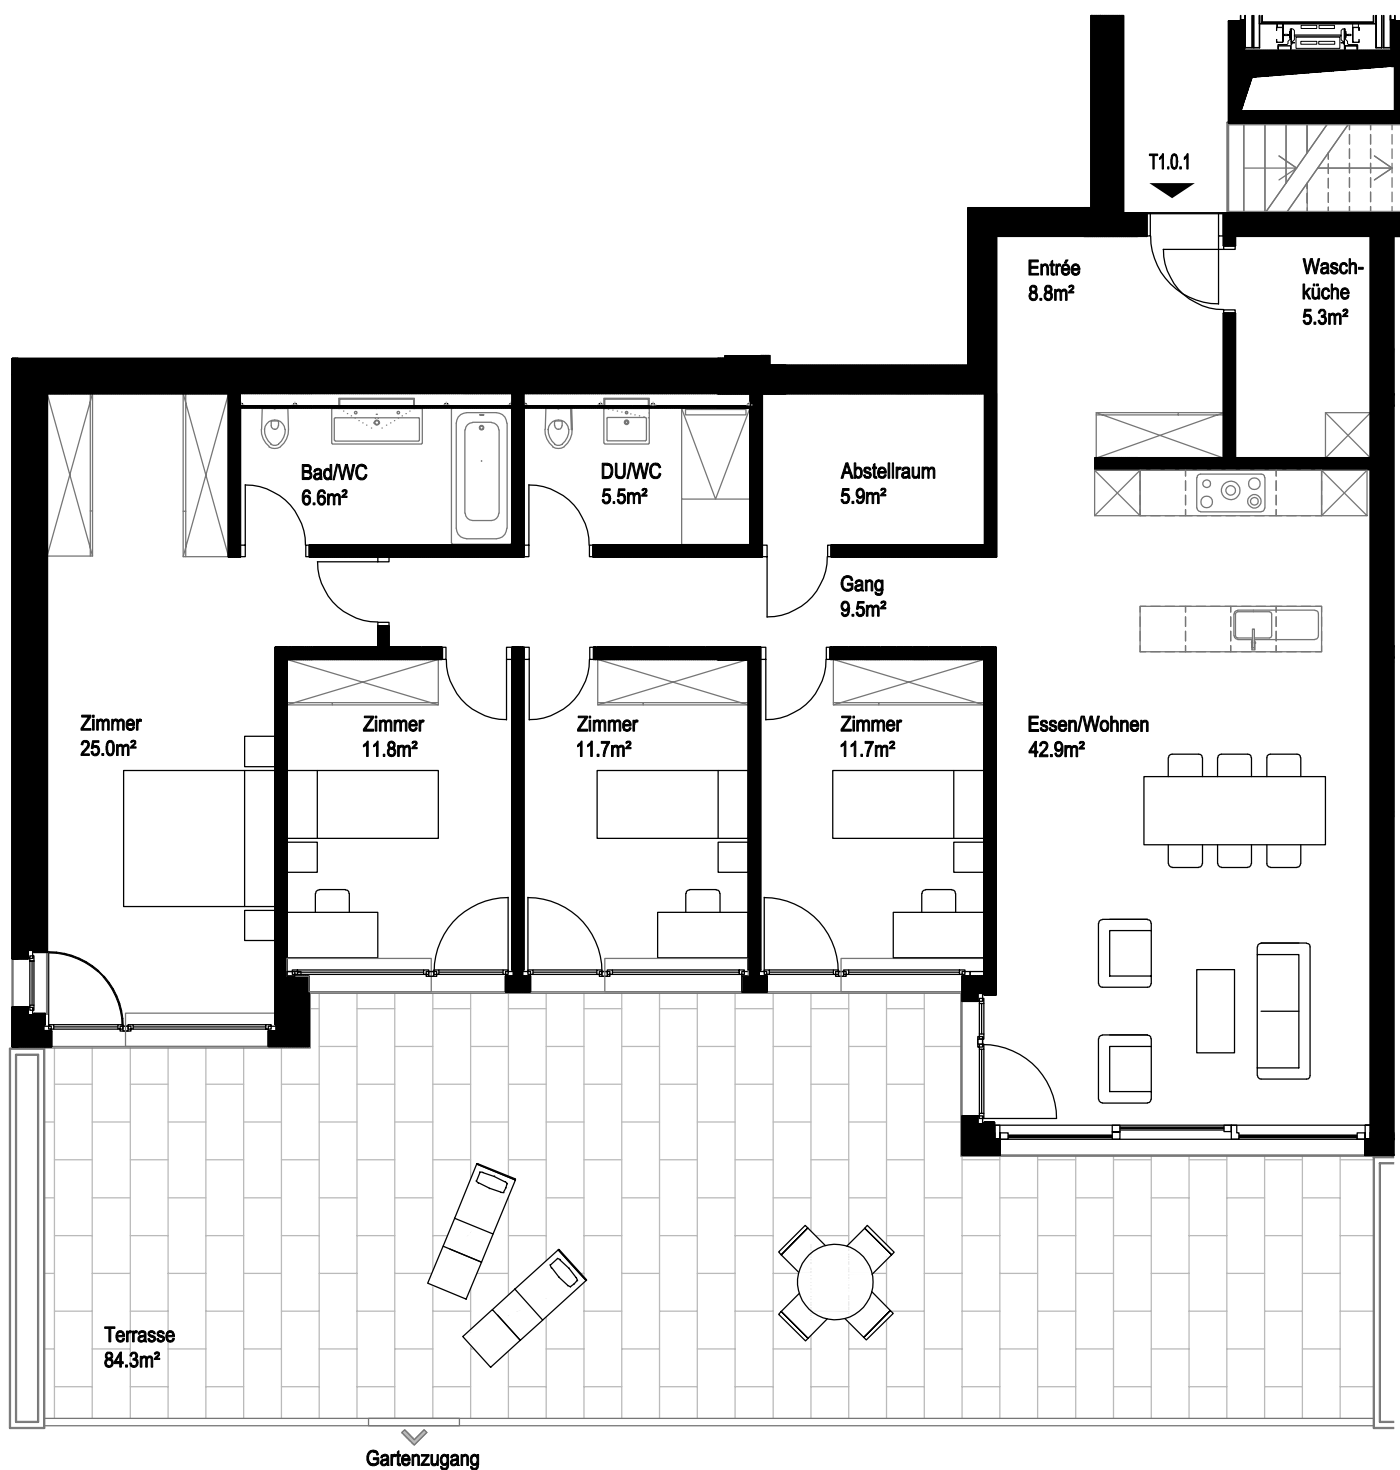 T1.0.1
Entrée
8.8m²
Wasch-
küche
5.3m²
Bad/WC
6.6m²
DU/WC
5.5m²
Abstellraum
5.9m²
Gang
9.5m²
Zimmer
25.0m²
Zimmer
11.8m²
Zimmer
11.7m²
Zimmer
11.7m²
Essen/Wohnen
42.9m²
Terrasse
84.3m²
Gartenzugang